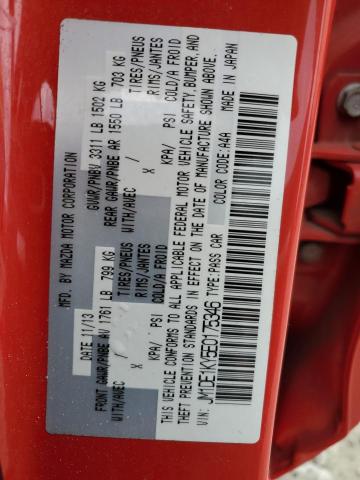 MFD. BY MAZDA MOTOR CORPORATION
DATE 11/13 GVWR/PNBV 3311 LB 1502 KG
FRONT GAWR/PNBE AV 1761 LB 799 KG REAR GAWR/PNBE AR 1550 LB 703 KG
WITH/AVEC TIRES/PNEUS WITH/AVEC TIRES/PNEUS
X RIMS/JANTES X RIMS/JANTES
KPA/ PSI COLD/A FROID KPA/ PSI COLD/A FROID
THIS VEHICLE CONFORMS TO ALL APPLICABLE FEDERAL MOTOR VEHICLE SAFETY, BUMPER, AND
THEFT PREVENTION STANDARDS IN EFFECT ON THE DATE OF MANUFACTURE SHOWN ABOVE.
VIN: JM1DE1KY5E0175346 TYPE:PASS CAR COLOR CODE: A4A MADE IN JAPAN